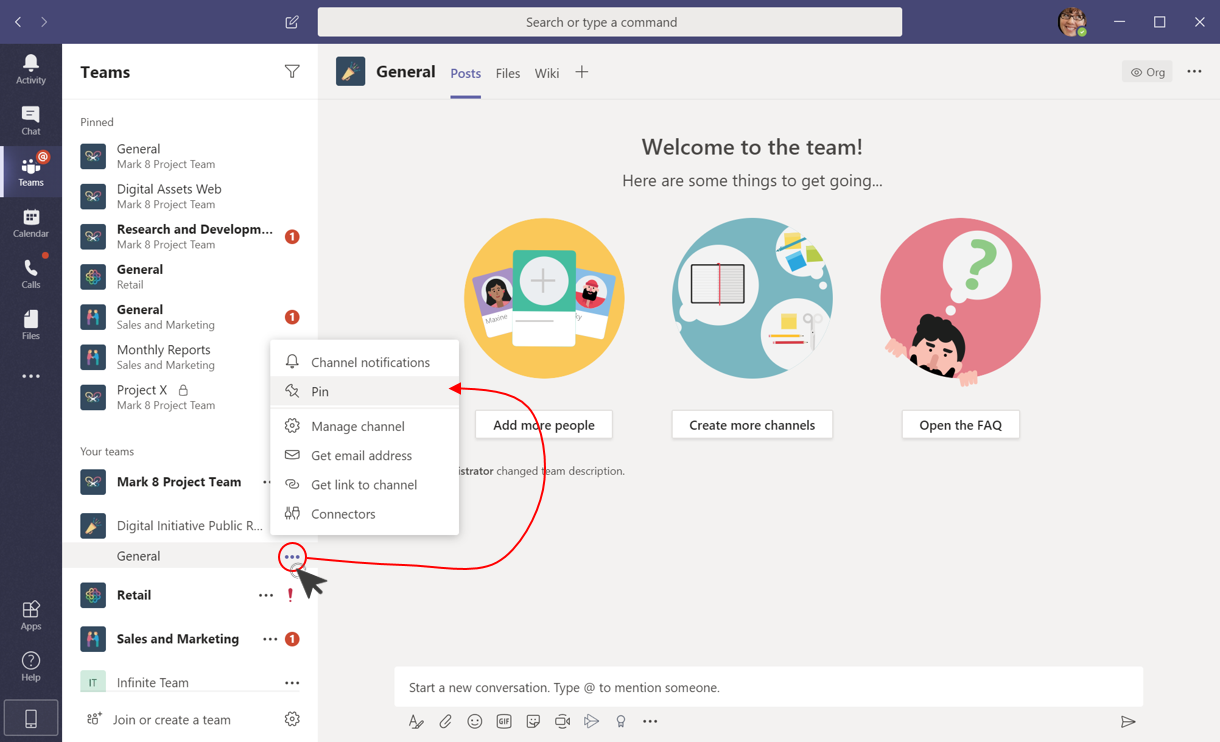 Search or type a command
Activity
Chat
Teams
Calendar
Calls
Files
Apps
Help
Teams
Pinned
General
Mark 8 Project Team
Digital Assets Web
Mark 8 Project Team
Research and Developm...
Mark 8 Project Team
1
General
Retail
General
Sales and Marketing
1
Monthly Reports
Sales and Marketing
Project X
Mark 8 Project Team
Your teams
Mark 8 Project Team
Digital Initiative Public R...
General
Retail
Sales and Marketing
1
IT
Infinite Team
Join or create a team
Channel notifications
Pin
Manage channel
Get email address
Get link to channel
Connectors
General
Posts
Files
Wiki
Org
Welcome to the team!
Here are some things to get going...
Maxine
Add more people
Create more channels
Open the FAQ
istrator changed team description.
Start a new conversation. Type @ to mention someone.
GIF